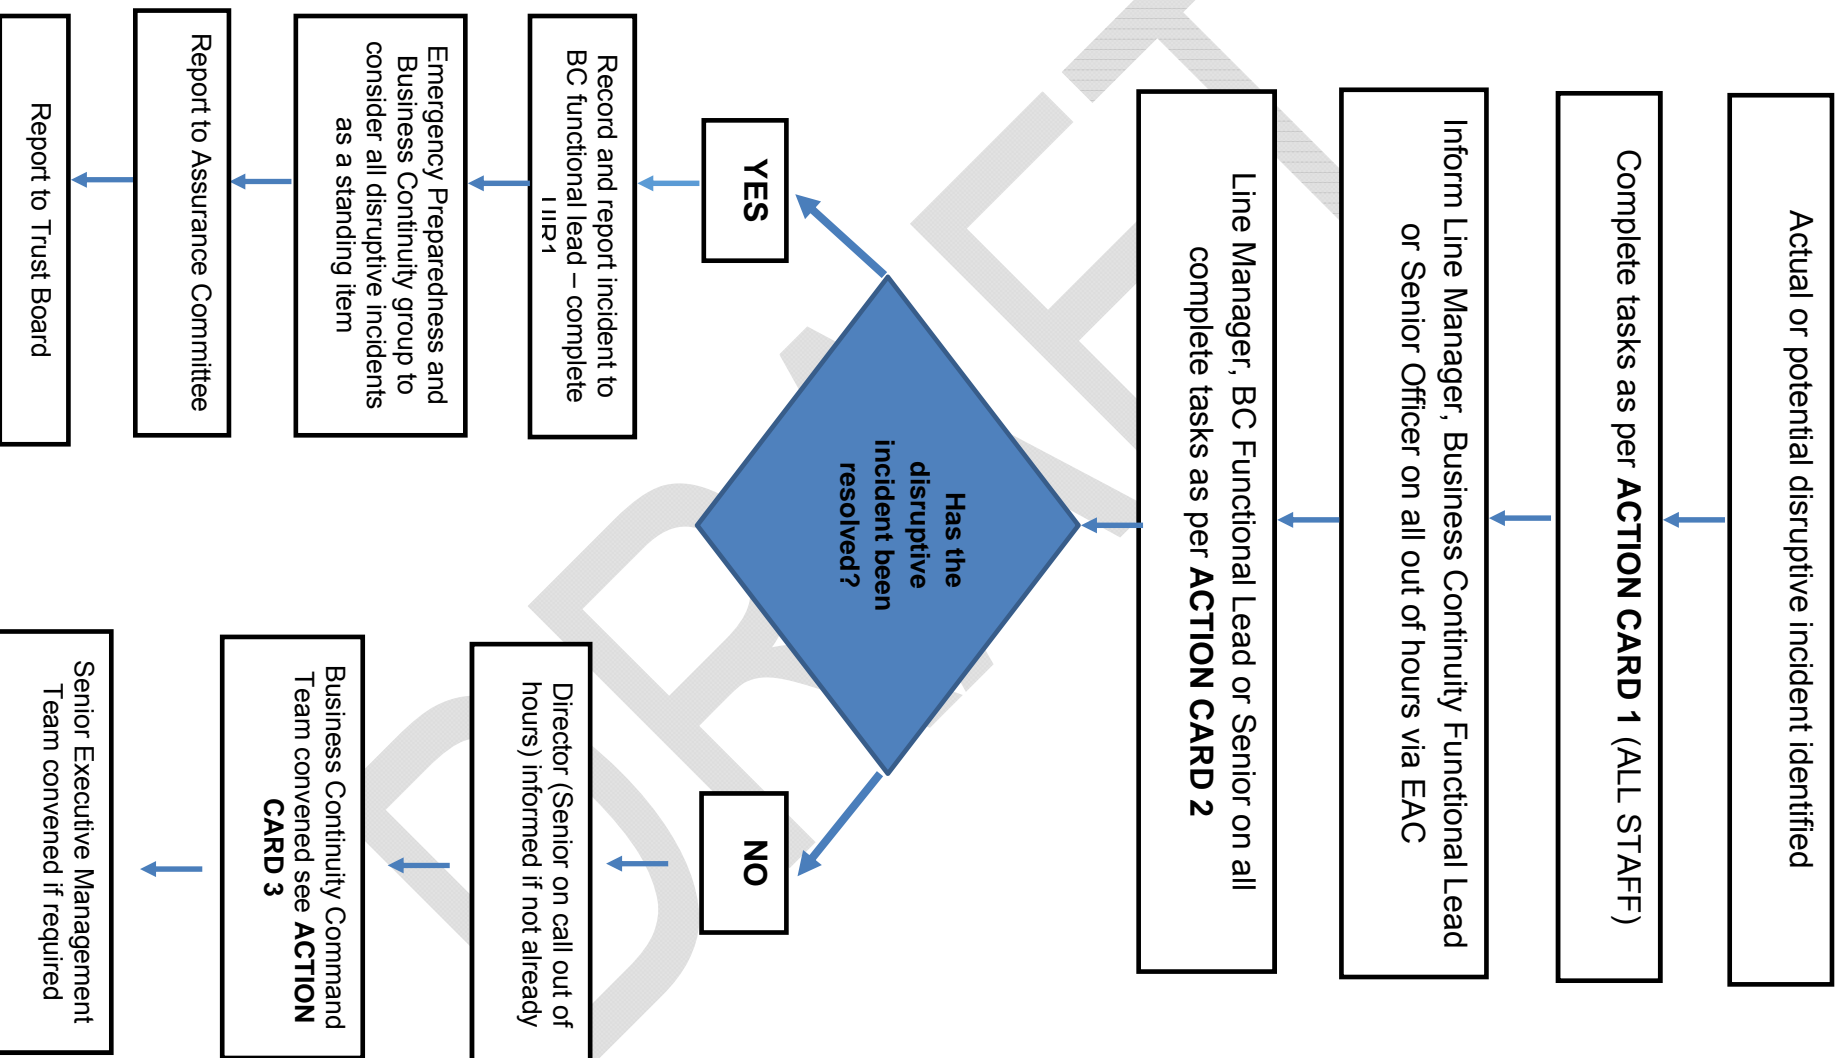 Actual or potential disruptive incident identified
Complete tasks as per ACTION CARD 1 (ALL STAFF)
Inform Line Manager, Business Continuity Functional Lead
or Senior Officer on all out of hours via EAC
Line Manager, BC Functional Lead or Senior on all
complete tasks as per ACTION CARD 2
Has the
disruptive
incident been
resolved?
YES
Record and report incident to
BC functional lead – complete
Emergency Preparedness and
Business Continuity group to
consider all disruptive incidents
as a standing item
Report to Assurance Committee
Report to Trust Board
NO
Director (Senior on call out of
hours) informed if not already
Business Continuity Command
Team convened see ACTION
CARD 3
Senior Executive Management
Team convened if required
DRAFT